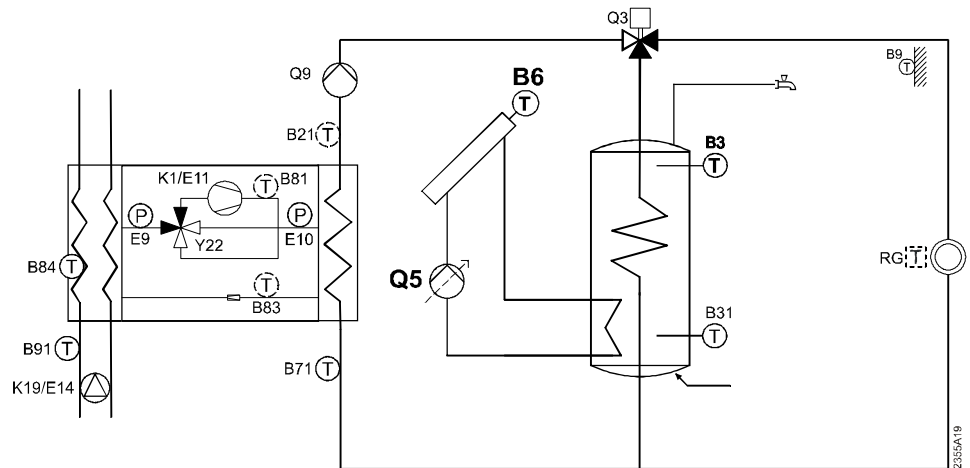 Q3
B9 T
Q9
B6
T
B21 T
B3
T
K1/E11
T B81
P
P
E9
Y22
E10
RG T
B84 T
Q5
T
B83
B31
T
B91 T
B71 T
K19/E14
2355A19